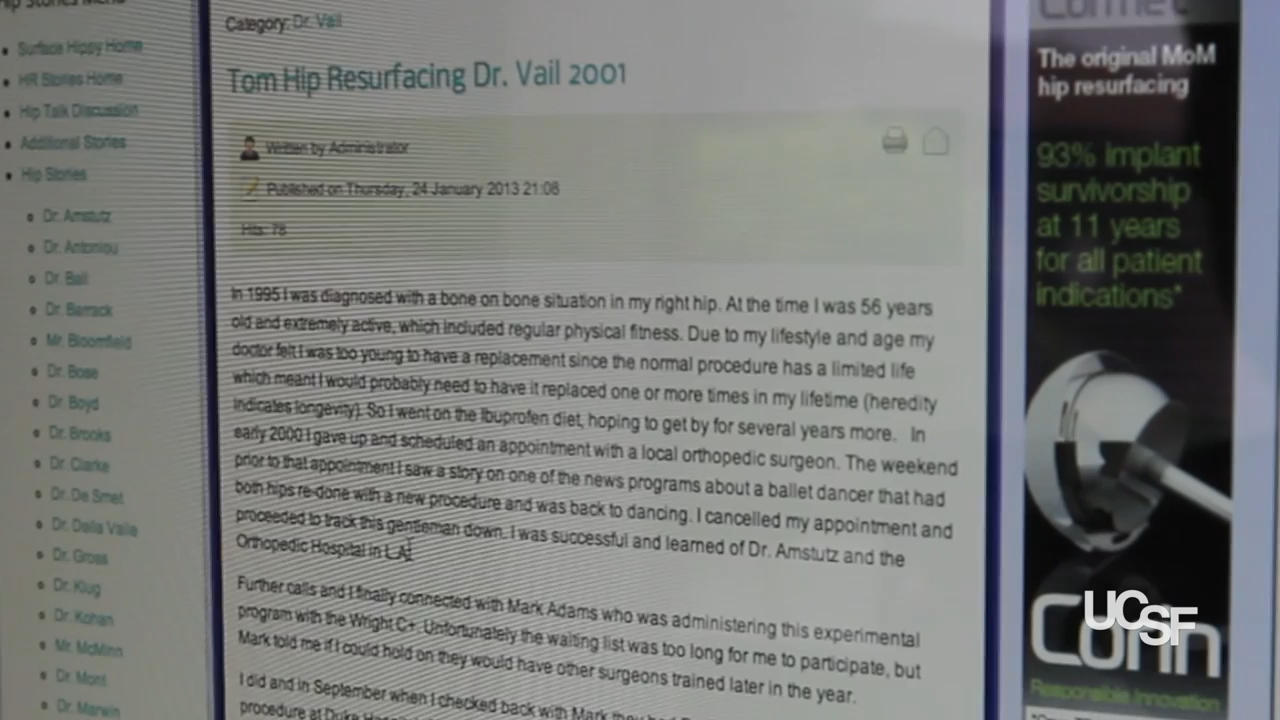 Hip Stories Menu
Surface Hippy Home
HR Stories Home
Hip Talk Discussion
Additional Stories
Hip Stories
Dr. Amstutz
Dr. Antoniou
Dr. Ball
Dr. Barrack
Mr. Bloomfield
Dr. Bose
Dr. Boyd
Dr. Brooks
Dr. Clarke
Dr. De Smet
Dr. Della Valle
Dr. Gross
Dr. Klug
Dr. Kohan
Mr. McMinn
Dr. Mont
Dr. Marwin
Category: Dr. Vail
Tom Hip Resurfacing Dr. Vail 2001
Written by Administrator
Published on Thursday, 24 January 2013 21:08
Hits: 78
In 1995 I was diagnosed with a bone on bone situation in my right hip. At the time I was 56 years
old and extremely active, which included regular physical fitness. Due to my lifestyle and age my
doctor felt I was too young to have a replacement since the normal procedure has a limited life
which meant I would probably need to have it replaced one or more times in my lifetime (heredity
indicates longevity). So I went on the Ibuprofen diet, hoping to get by for several years more. In
early 2000 I gave up and scheduled an appointment with a local orthopedic surgeon. The weekend
prior to that appointment I saw a story on one of the news programs about a ballet dancer that had
both hips re-done with a new procedure and was back to dancing. I cancelled my appointment and
proceeded to track this gentleman down. I was successful and learned of Dr. Amstutz and the
Orthopedic Hospital in L.A.
Further calls and I finally connected with Mark Adams who was administering this experimental
program with the Wright C+. Unfortunately the waiting list was too long for me to participate, but
Mark told me if I could hold on they would have other surgeons trained later in the year.
I did and in September when I checked back with Mark they had
procedure at Duke
Cormet
The original MoM
hip resurfacing
93% implant
survivorship
at 11 years
for all patient
indications*
UCSF
Corin
Responsible Innovation